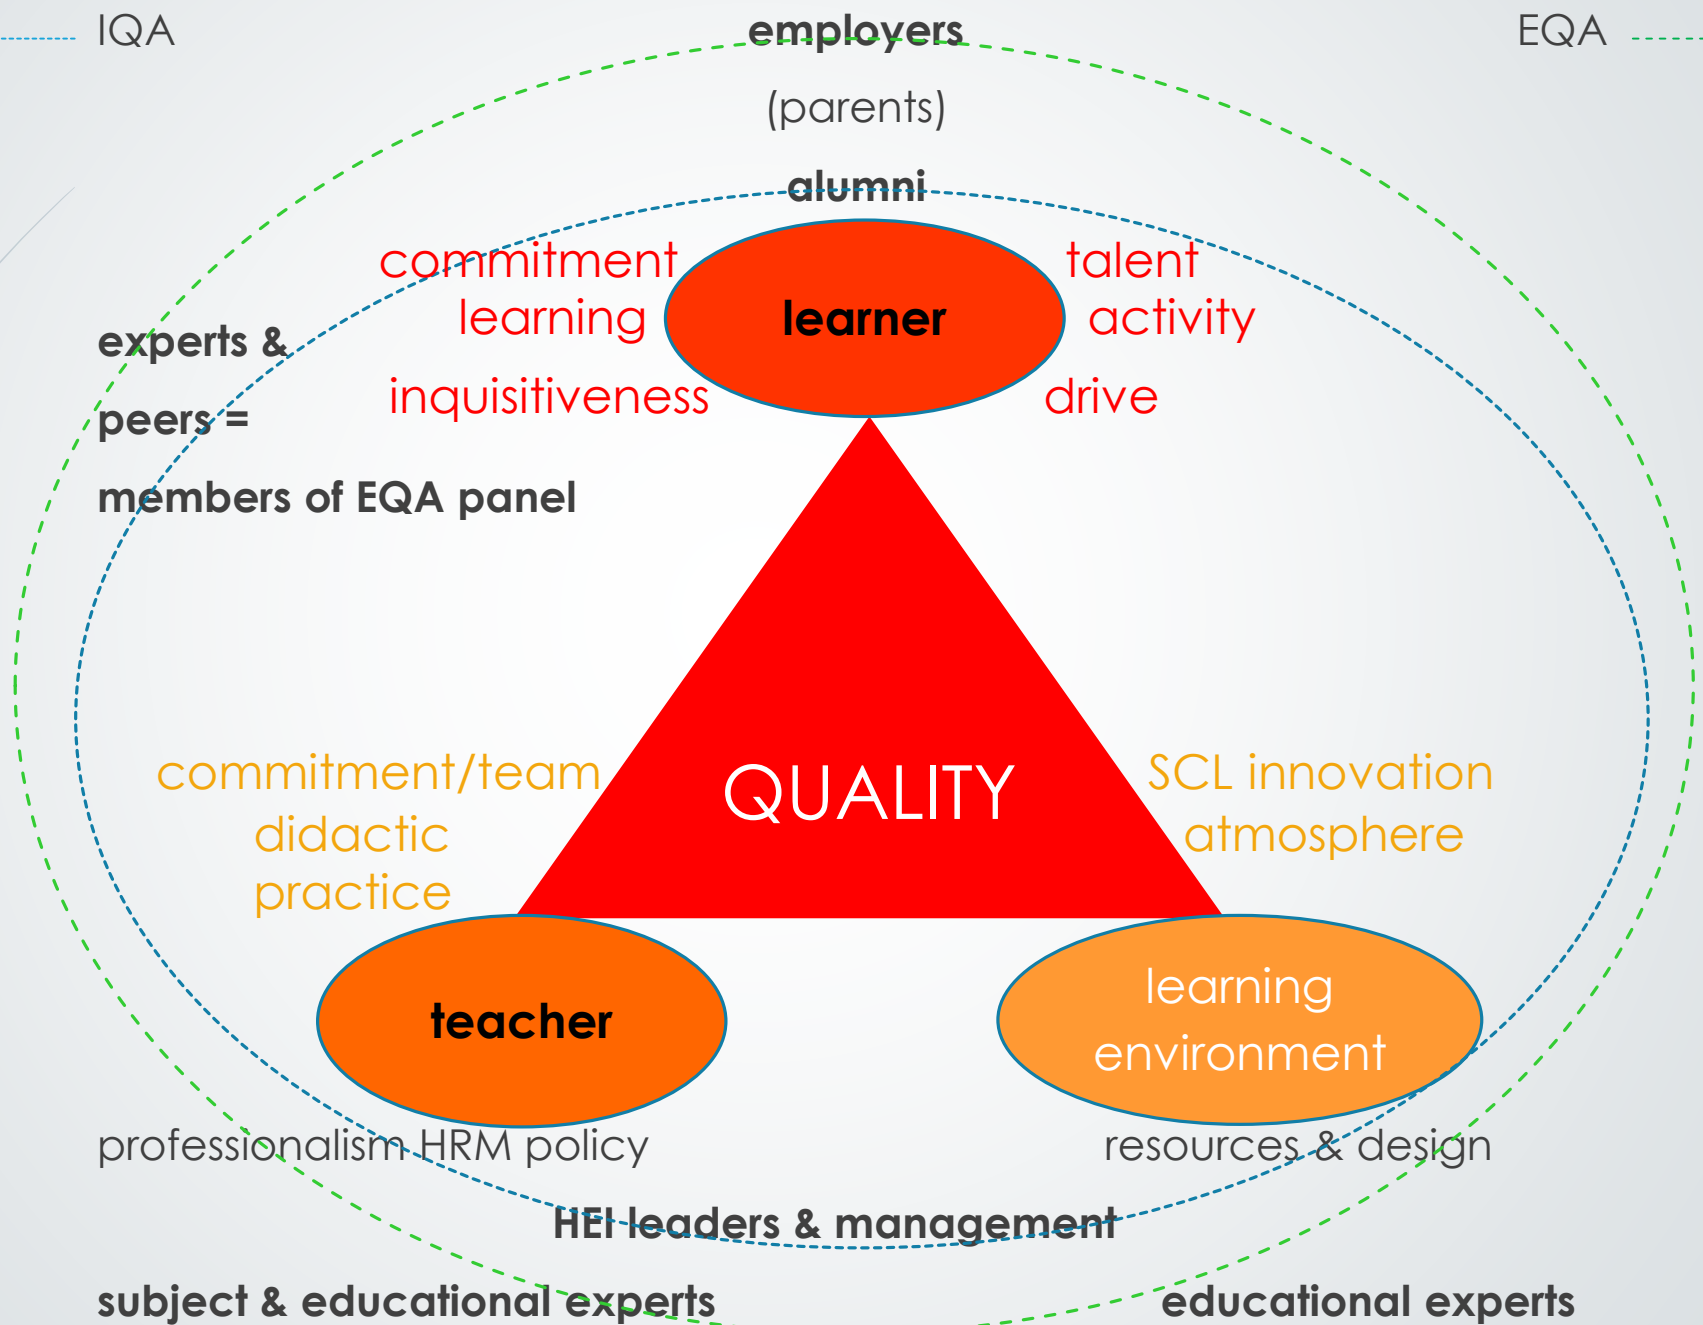 IQA
employers
EQA
(parents)
alumni
commitment
talent
learning
learner
activity
experts &
inquisitiveness
drive
peers =
members of EQA panel
commitment/team
QUALITY
SCL innovation
didactic
atmosphere
practice
learning
teacher
environment
professionalism HRM policy
resources & design
HEI leaders & management
subject & educational experts
educational experts